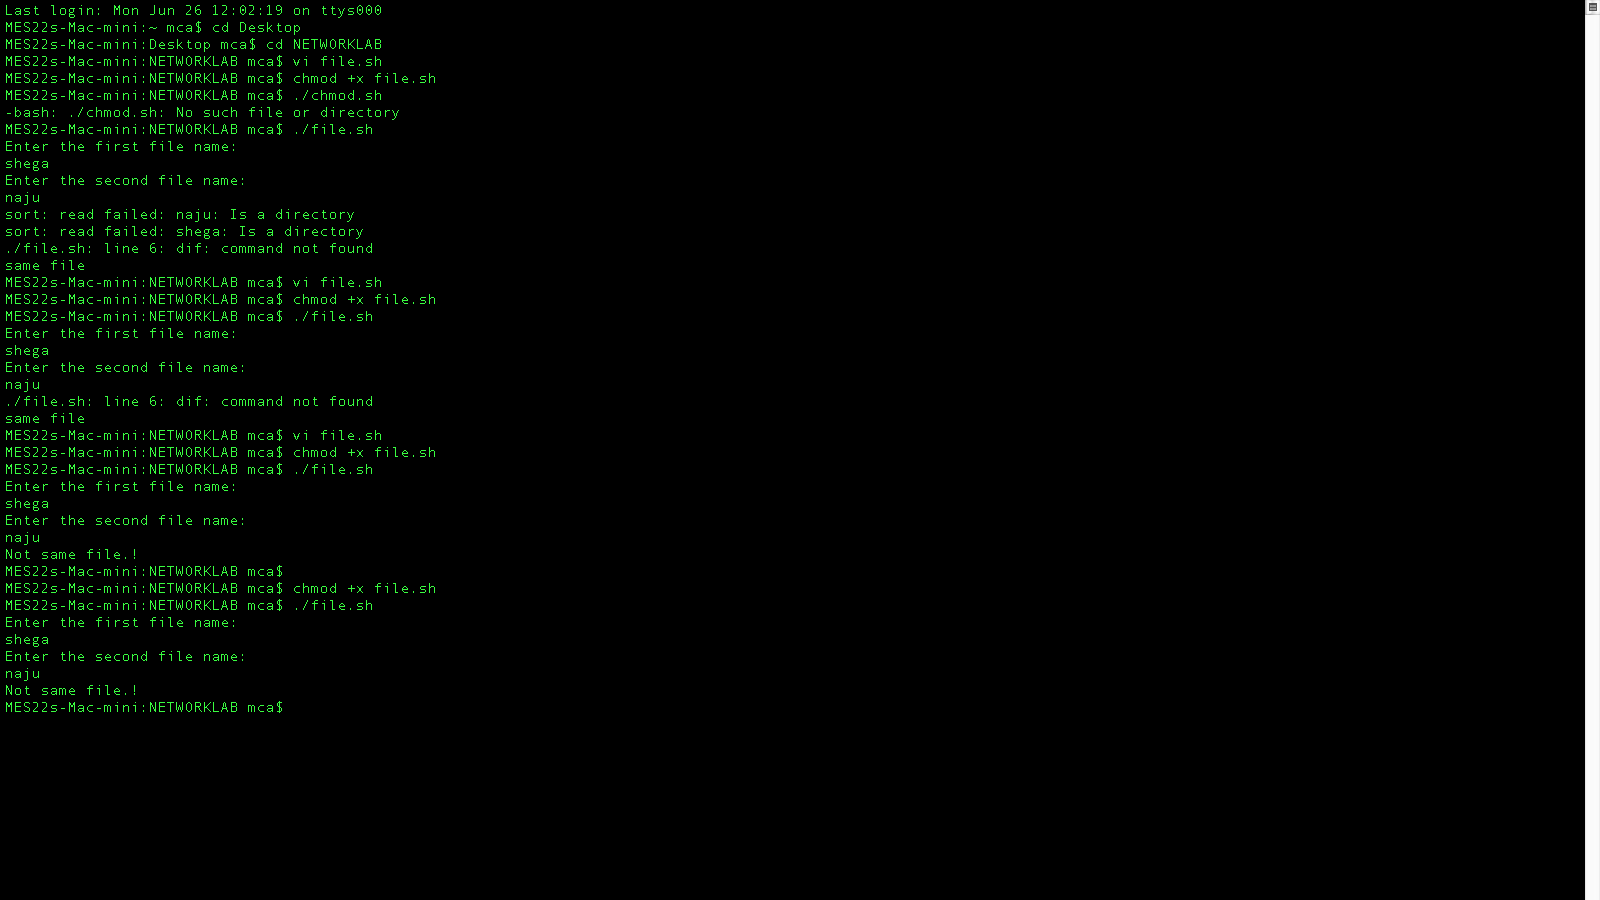 Last login: Mon Jun 26 12:02:19 on ttys000
MES22s-Mac-mini:~ mca$ cd Desktop
MES22s-Mac-mini:Desktop mca$ cd NETWORKLAB
MES22s-Mac-mini:NETWORKLAB mca$ vi file.sh
MES22s-Mac-mini:NETWORKLAB mca$ chmod +x file.sh
MES22s-Mac-mini:NETWORKLAB mca$ ./chmod.sh
-bash: ./chmod.sh: No such file or directory
MES22s-Mac-mini:NETWORKLAB mca$ ./file.sh
Enter the first file name:
shega
Enter the second file name:
naju
sort: read failed: naju: Is a directory
sort: read failed: shega: Is a directory
./file.sh: line 6: dif: command not found
same file
MES22s-Mac-mini:NETWORKLAB mca$ vi file.sh
MES22s-Mac-mini:NETWORKLAB mca$ chmod +x file.sh
MES22s-Mac-mini:NETWORKLAB mca$ ./file.sh
Enter the first file name:
shega
Enter the second file name:
naju
./file.sh: line 6: dif: command not found
same file
MES22s-Mac-mini:NETWORKLAB mca$ vi file.sh
MES22s-Mac-mini:NETWORKLAB mca$ chmod +x file.sh
MES22s-Mac-mini:NETWORKLAB mca$ ./file.sh
Enter the first file name:
shega
Enter the second file name:
naju
Not same file.!
MES22s-Mac-mini:NETWORKLAB mca$
MES22s-Mac-mini:NETWORKLAB mca$ chmod +x file.sh
MES22s-Mac-mini:NETWORKLAB mca$ ./file.sh
Enter the first file name:
shega
Enter the second file name:
naju
Not same file.!
MES22s-Mac-mini:NETWORKLAB mca$